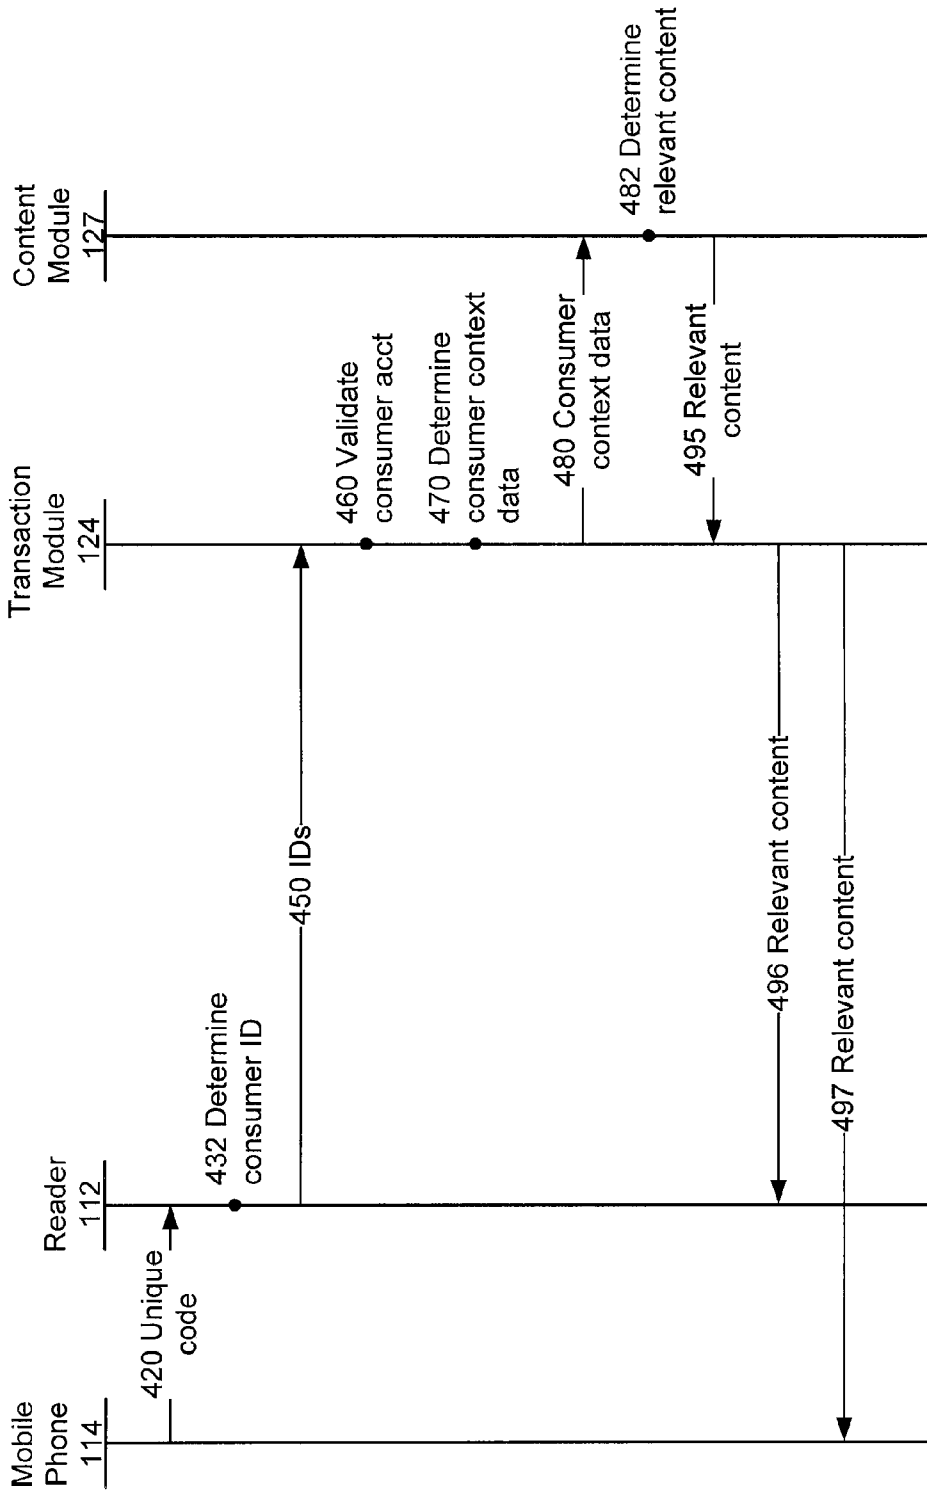 Mobile
Phone
114
Reader
112
Transaction
Module
124
Content
Module
127
420 Unique
code
432 Determine
consumer ID
450 IDs
460 Validate
consumer acct
470 Determine
consumer context
data
480 Consumer
context data
482 Determine
relevant content
495 Relevant
content
496 Relevant content
497 Relevant content